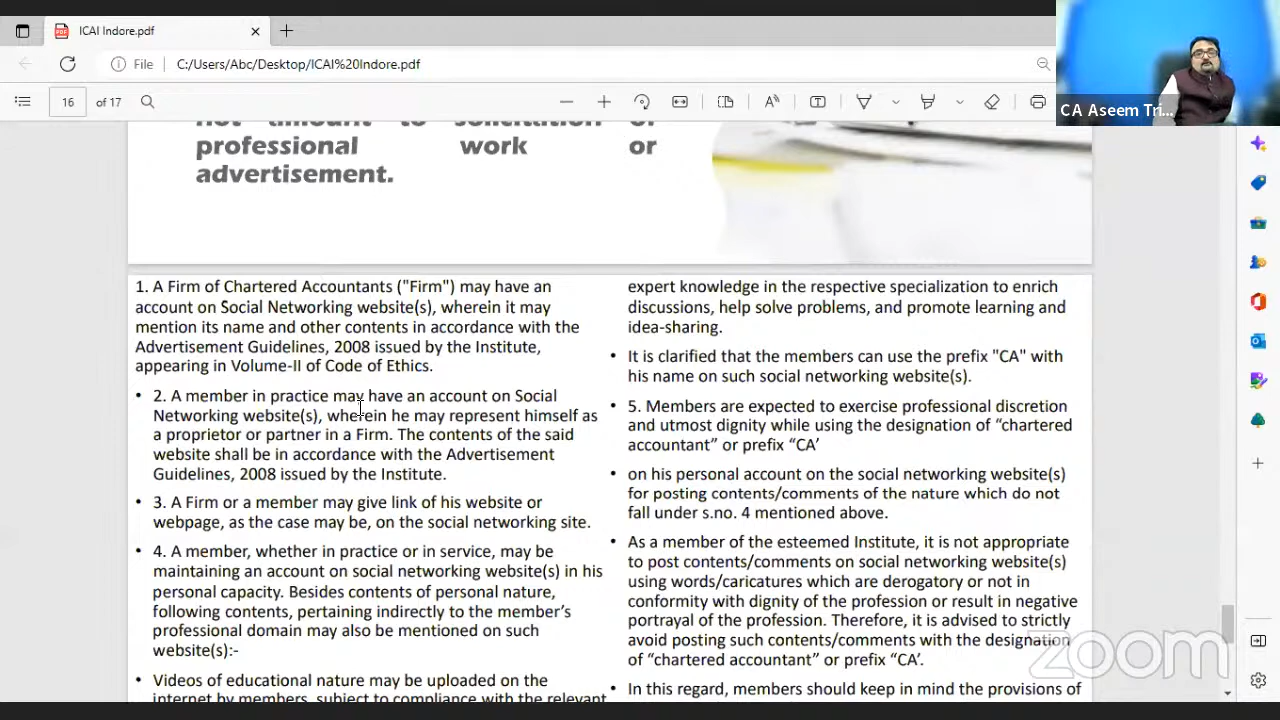 ICAI Indore.pdf
File
C:/Users/Abc/Desktop/ICAI%20Indore.pdf
16 of 17
CA Aseem Tri...
not amount to solicitation or
professional work or
advertisement.
1. A Firm of Chartered Accountants ("Firm") may have an
account on Social Networking website(s), wherein it may
mention its name and other contents in accordance with the
Advertisement Guidelines, 2008 issued by the Institute,
appearing in Volume-II of Code of Ethics.
• 2. A member in practice may have an account on Social
Networking website(s), wherein he may represent himself as
a proprietor or partner in a Firm. The contents of the said
website shall be in accordance with the Advertisement
Guidelines, 2008 issued by the Institute.
• 3. A Firm or a member may give link of his website or
webpage, as the case may be, on the social networking site.
• 4. A member, whether in practice or in service, may be
maintaining an account on social networking website(s) in his
personal capacity. Besides contents of personal nature,
following contents, pertaining indirectly to the member's
professional domain may also be mentioned on such
website(s):-
• Videos of educational nature may be uploaded on the
internet by members, subject to compliance with the relevant
expert knowledge in the respective specialization to enrich
discussions, help solve problems, and promote learning and
idea-sharing.
• It is clarified that the members can use the prefix "CA" with
his name on such social networking website(s).
• 5. Members are expected to exercise professional discretion
and utmost dignity while using the designation of “chartered
accountant” or prefix “CA’
• on his personal account on the social networking website(s)
for posting contents/comments of the nature which do not
fall under s.no. 4 mentioned above.
• As a member of the esteemed Institute, it is not appropriate
to post contents/comments on social networking website(s)
using words/caricatures which are derogatory or not in
conformity with dignity of the profession or result in negative
portrayal of the profession. Therefore, it is advised to strictly
avoid posting such contents/comments with the designation
of “chartered accountant” or prefix “CA’.
• In this regard, members should keep in mind the provisions of
zoom